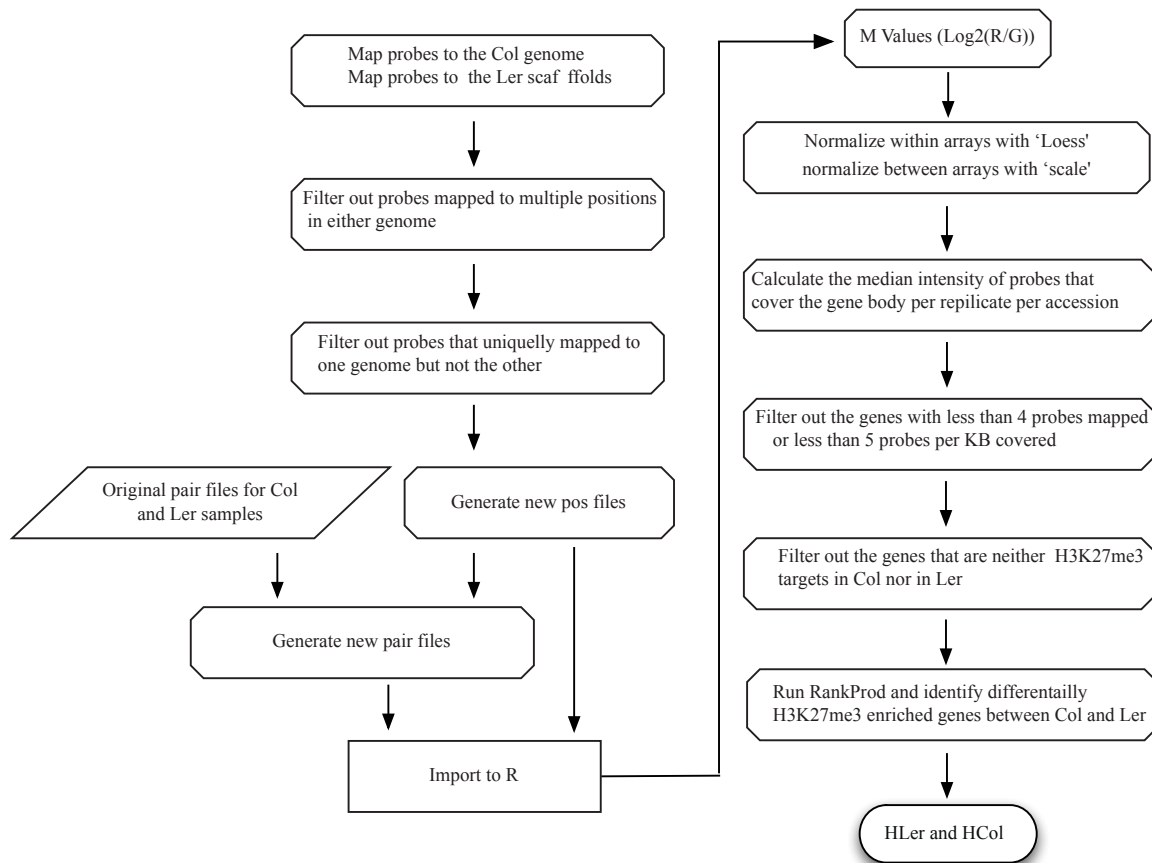 Map probes to the Col genome
Map probes to the Ler scaf ffolds
Filter out probes mapped to multiple positions
in either genome
Filter out probes that uniquelly mapped to
one genome but not the other
Original pair files for Col
and Ler samples
Generate new pos files
Generate new pair files
Import to R
M Values (Log2(R/G))
Normalize within arrays with ‘Loess'
normalize between arrays with ‘scale'
Calculate the median intensity of probes that
cover the gene body per repilicate per accession
Filter out the genes with less than 4 probes mapped
or less than 5 probes per KB covered
Filter out the genes that are neither H3K27me3
targets in Col nor in Ler
Run RankProd and identify differentailly
H3K27me3 enriched genes between Col and Ler
HLer and HCol